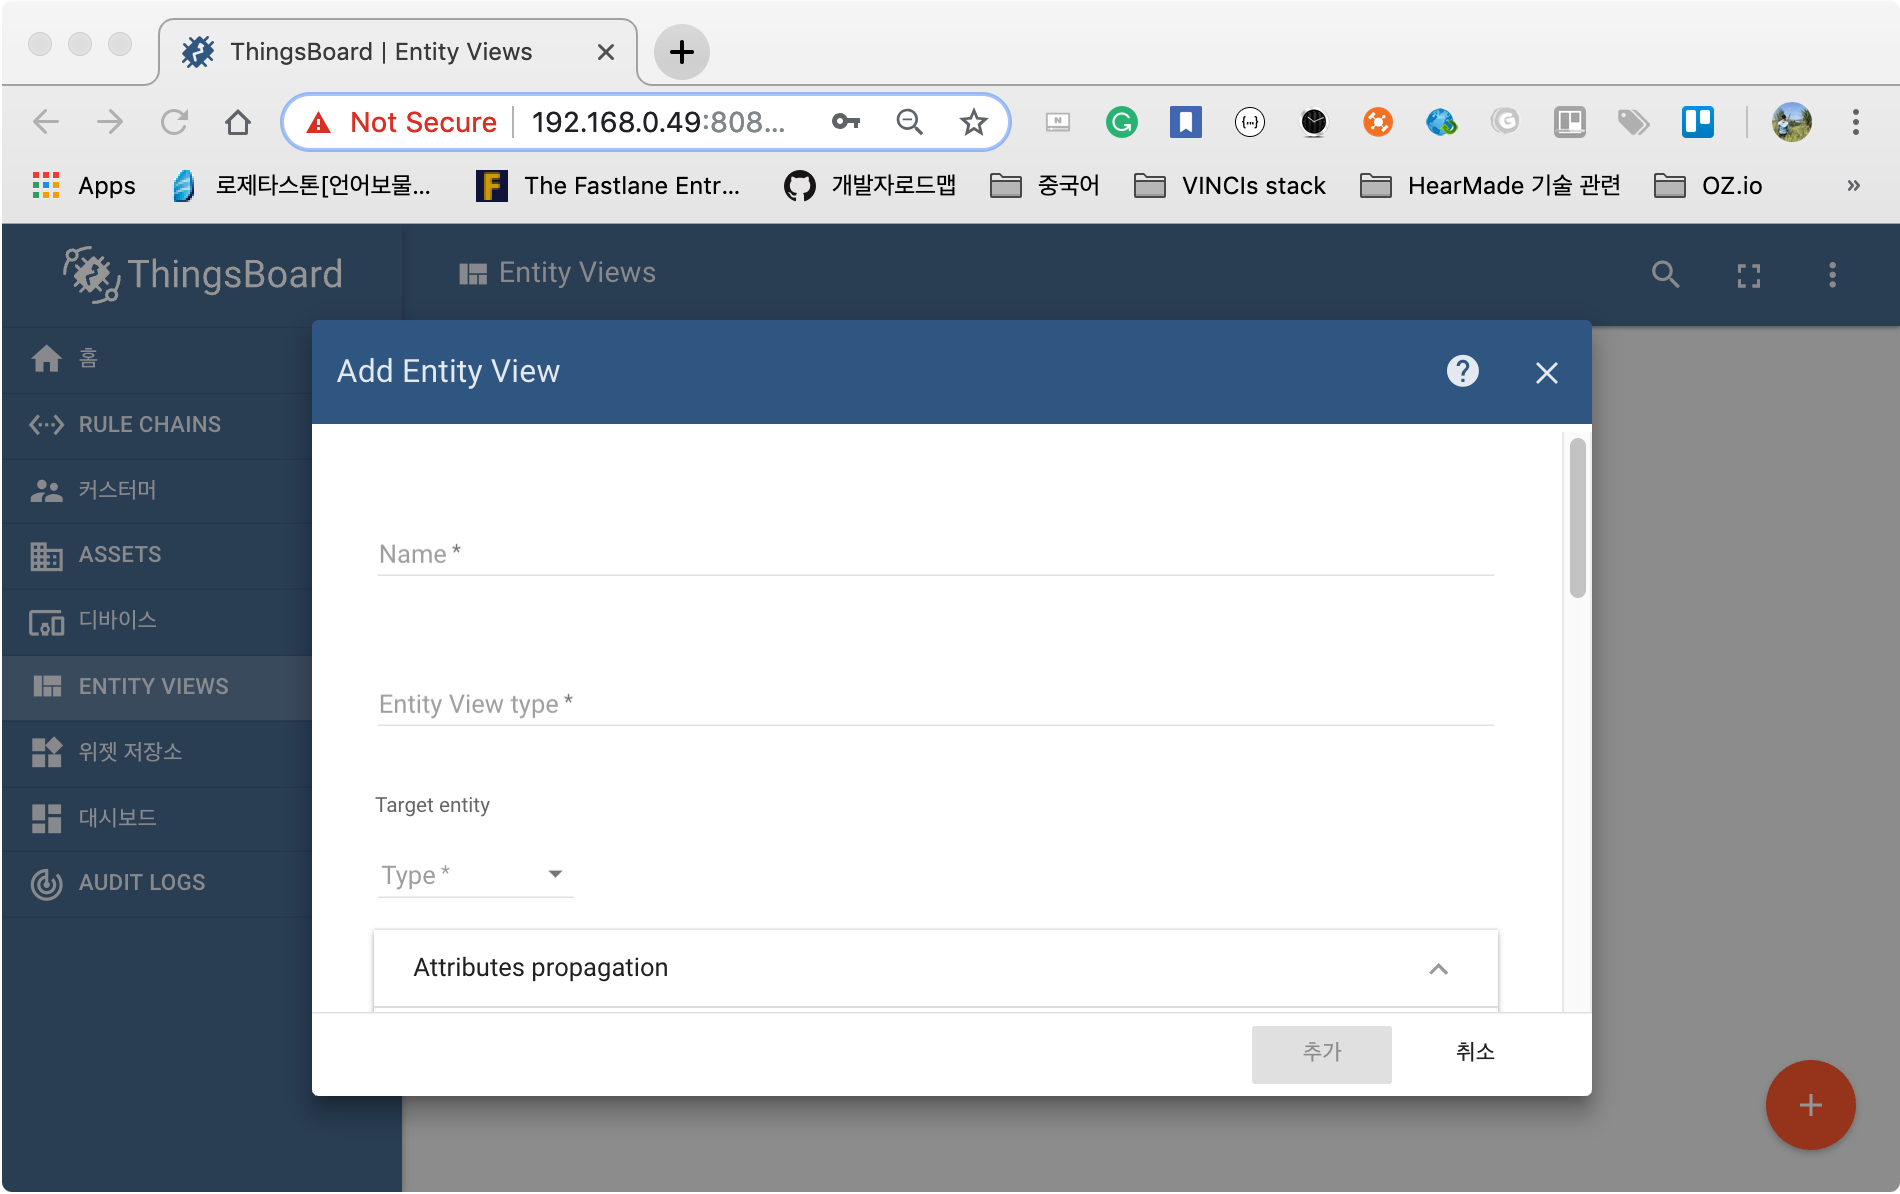 ThingsBoard | Entity Views
Not Secure 192.168.0.49:808...
Apps 로제타스톤[언어보물... The Fastlane Entr... 개발자로드맵 중국어 VINCIs stack HearMade 기술 관련 OZ.io »
ThingsBoard
Entity Views
홈
RULE CHAINS
커스터머
ASSETS
디바이스
ENTITY VIEWS
위젯 저장소
대시보드
AUDIT LOGS
Add Entity View
Name *
Entity View type *
Target entity
Type *
Attributes propagation
추가 취소